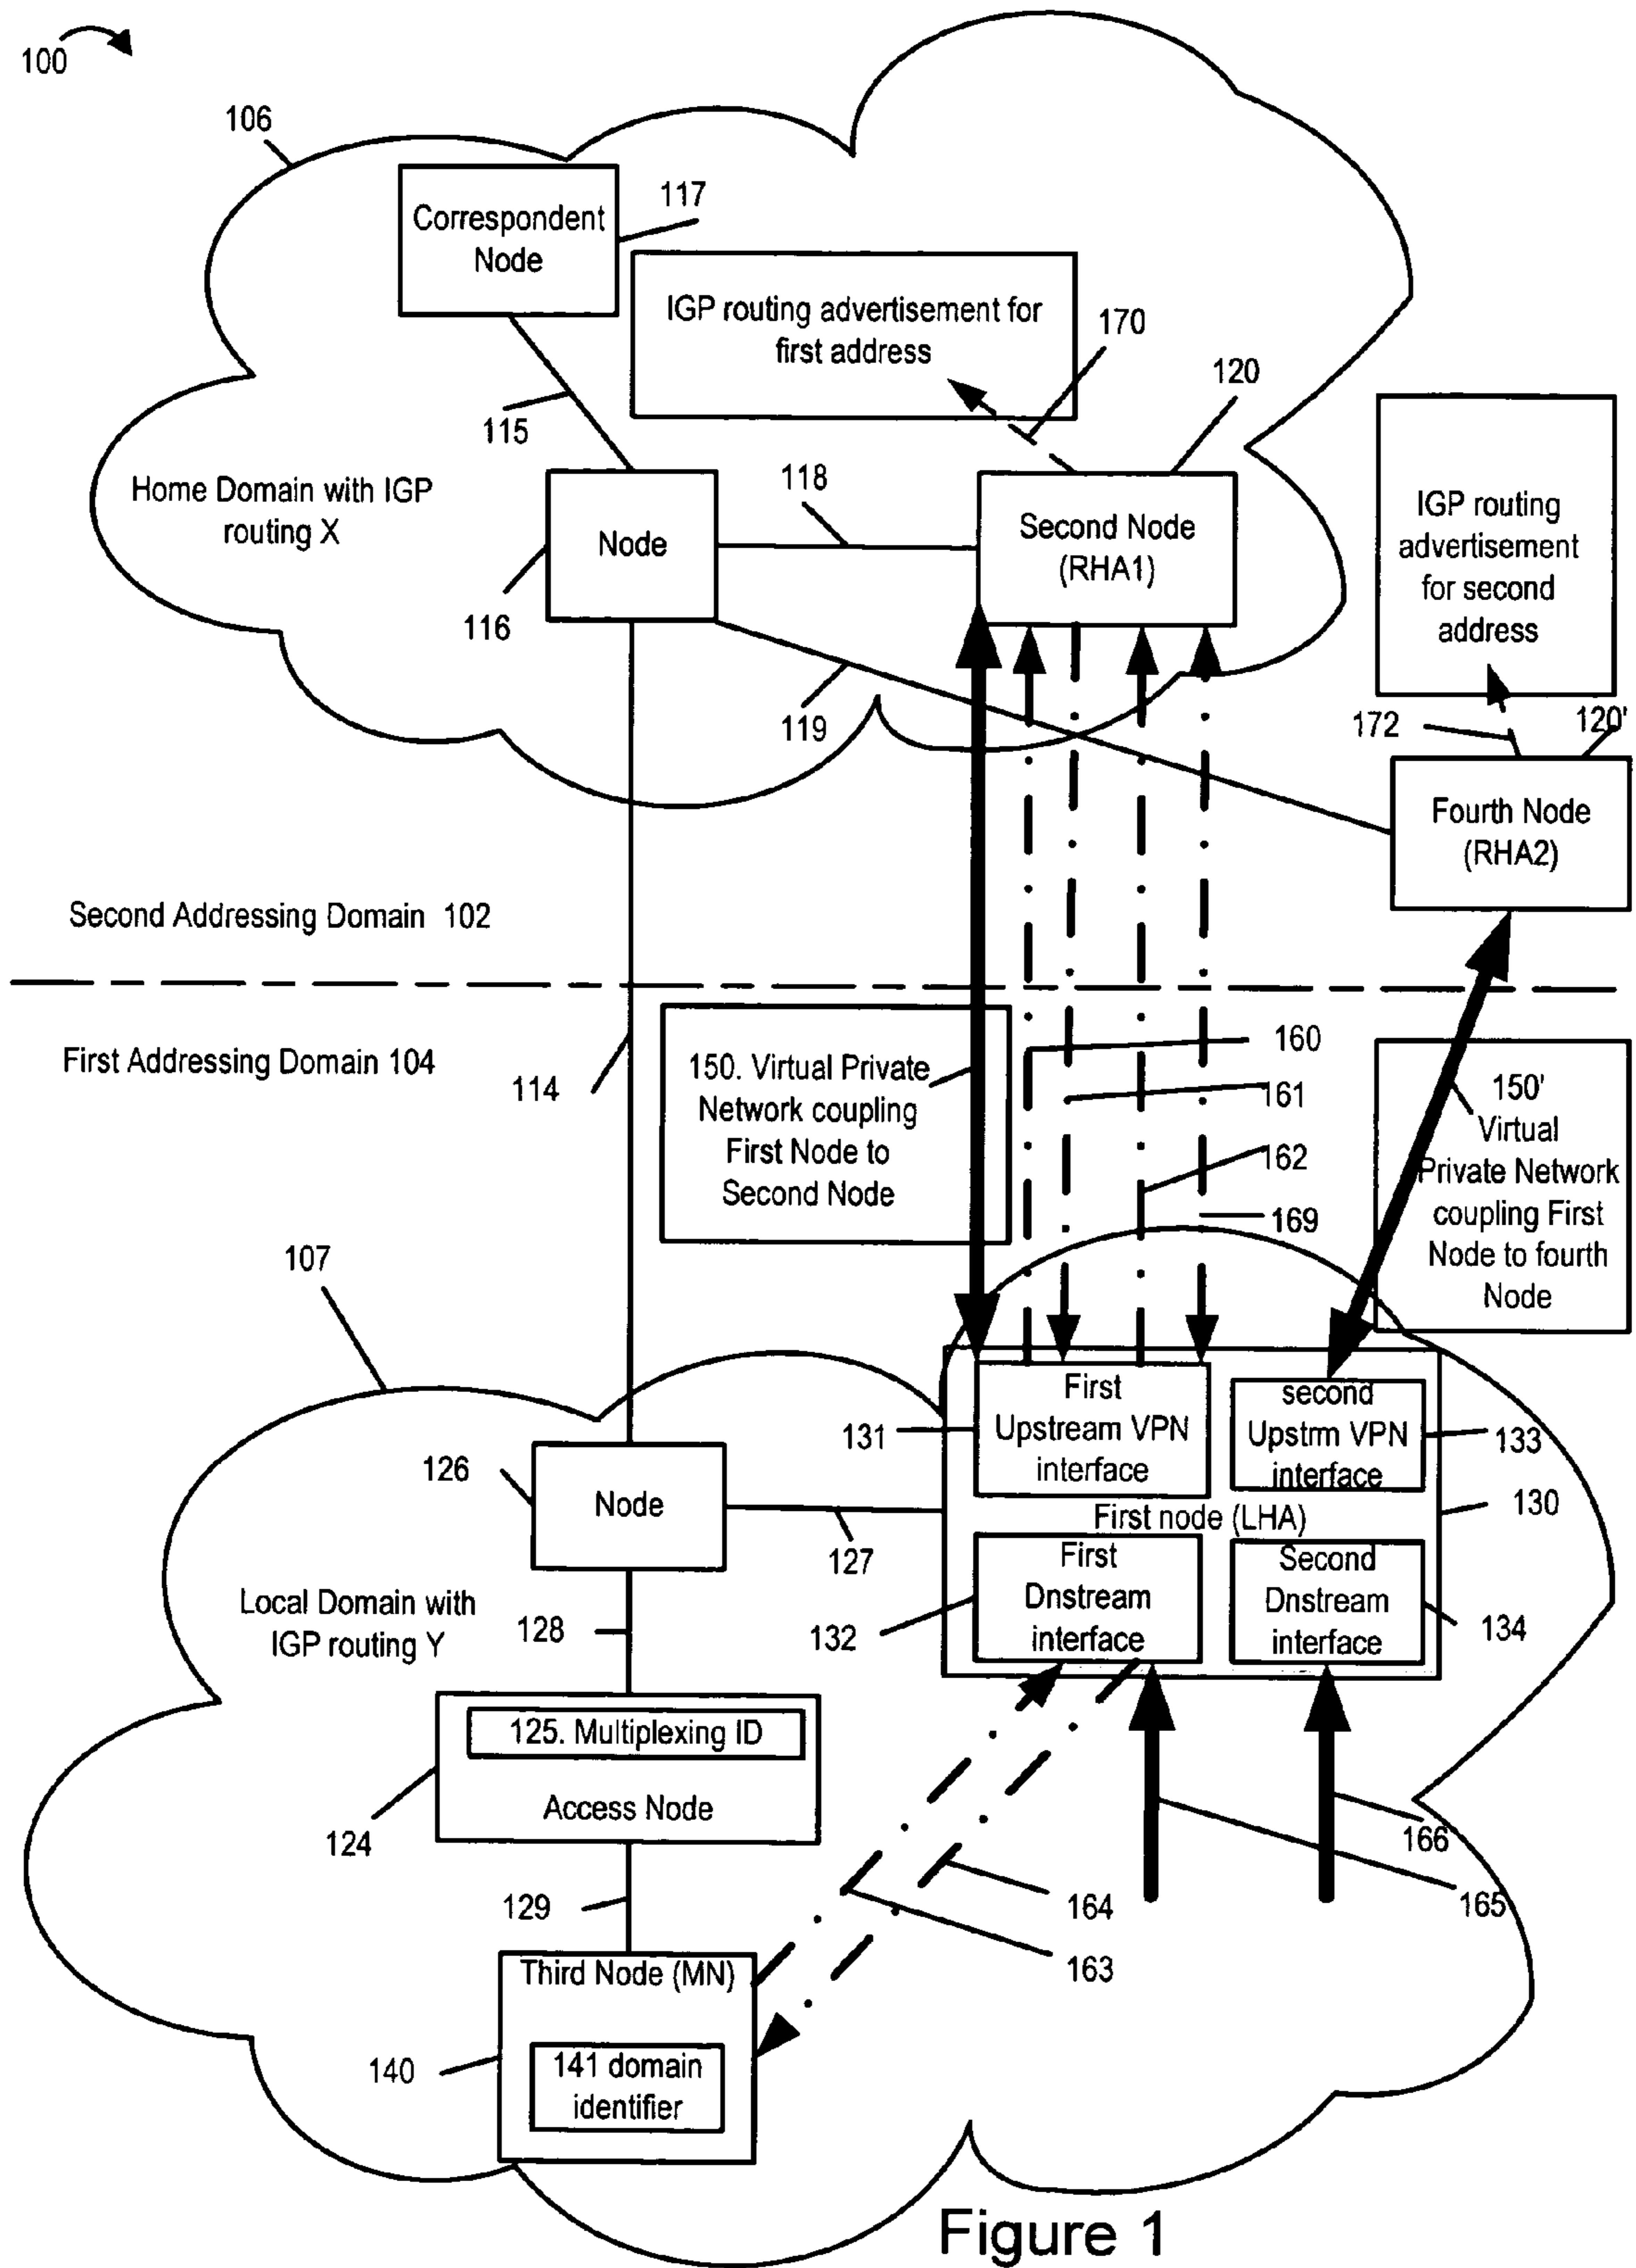 100
106
Correspondent
Node
117
IGP routing advertisement for
first address
170
120
115
Home Domain with IGP
routing X
118
Node
Second Node
(RHA1)
IGP routing
advertisement
for second
address
116
119
172
120'
Fourth Node
(RHA2)
Second Addressing Domain 102
First Addressing Domain 104
114
150. Virtual Private
Network coupling
First Node to
Second Node
160
161
162
169
150'
Virtual
Private Network
coupling First
Node to fourth
Node
107
First
Upstream VPN
interface
131
second
Upstrm VPN
interface
133
126
Node
First node (LHA)
130
127
First
Dnstream
interface
132
Second
Dnstream
interface
134
Local Domain with
IGP routing Y
128
125. Multiplexing ID
Access Node
124
166
165
129
164
163
Third Node (MN)
140
141 domain
identifier
Figure 1